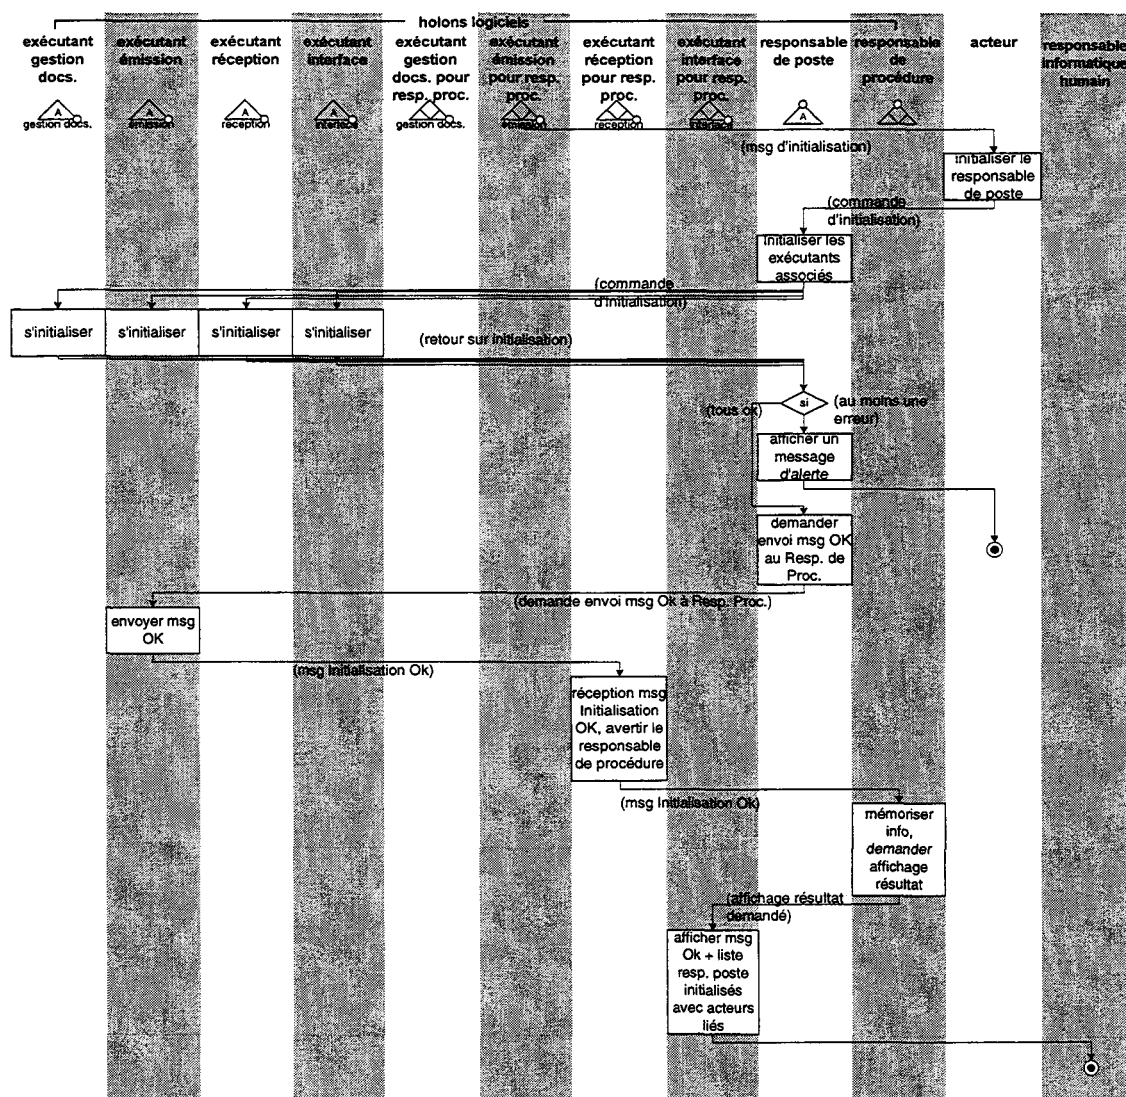 holons logiciels
exécutant
gestion
docs.
exécutant
émission
exécutant
réception
exécutant
interface
exécutant
gestion
docs. pour
resp. proc.
exécutant
émission
pour resp.
proc.
exécutant
réception
pour resp.
proc.
exécutant
interface
pour resp.
proc.
responsable
de poste
responsable
de
procédure
acteur
responsable
informatique
humain
A
gestion docs.
A
émission
A
réception
A
interface
gestion docs.
émission
réception
interface
A
(msg d'initialisation)
initialiser le
responsable
de poste
(commande
d'initialisation)
initialiser les
exécutants
associés
(commande
d'initialisation)
s'initialiser
s'initialiser
s'initialiser
s'initialiser
(retour sur initialisation)
si
(tous ok)
(au moins une
erreur)
afficher un
message
d'alerte
demander
envoi msg OK
au Resp. de
Proc.
(demande envoi msg Ok à Resp. Proc.)
envoyer msg
OK
(msg Initialisation Ok)
réception msg
Initialisation
OK, avertir le
responsable
de procédure
(msg Initialisation Ok)
mémoriser
info,
demander
affichage
résultat
(affichage résultat
demandé)
afficher msg
Ok + liste
resp. poste
initialisés
avec acteurs
liés